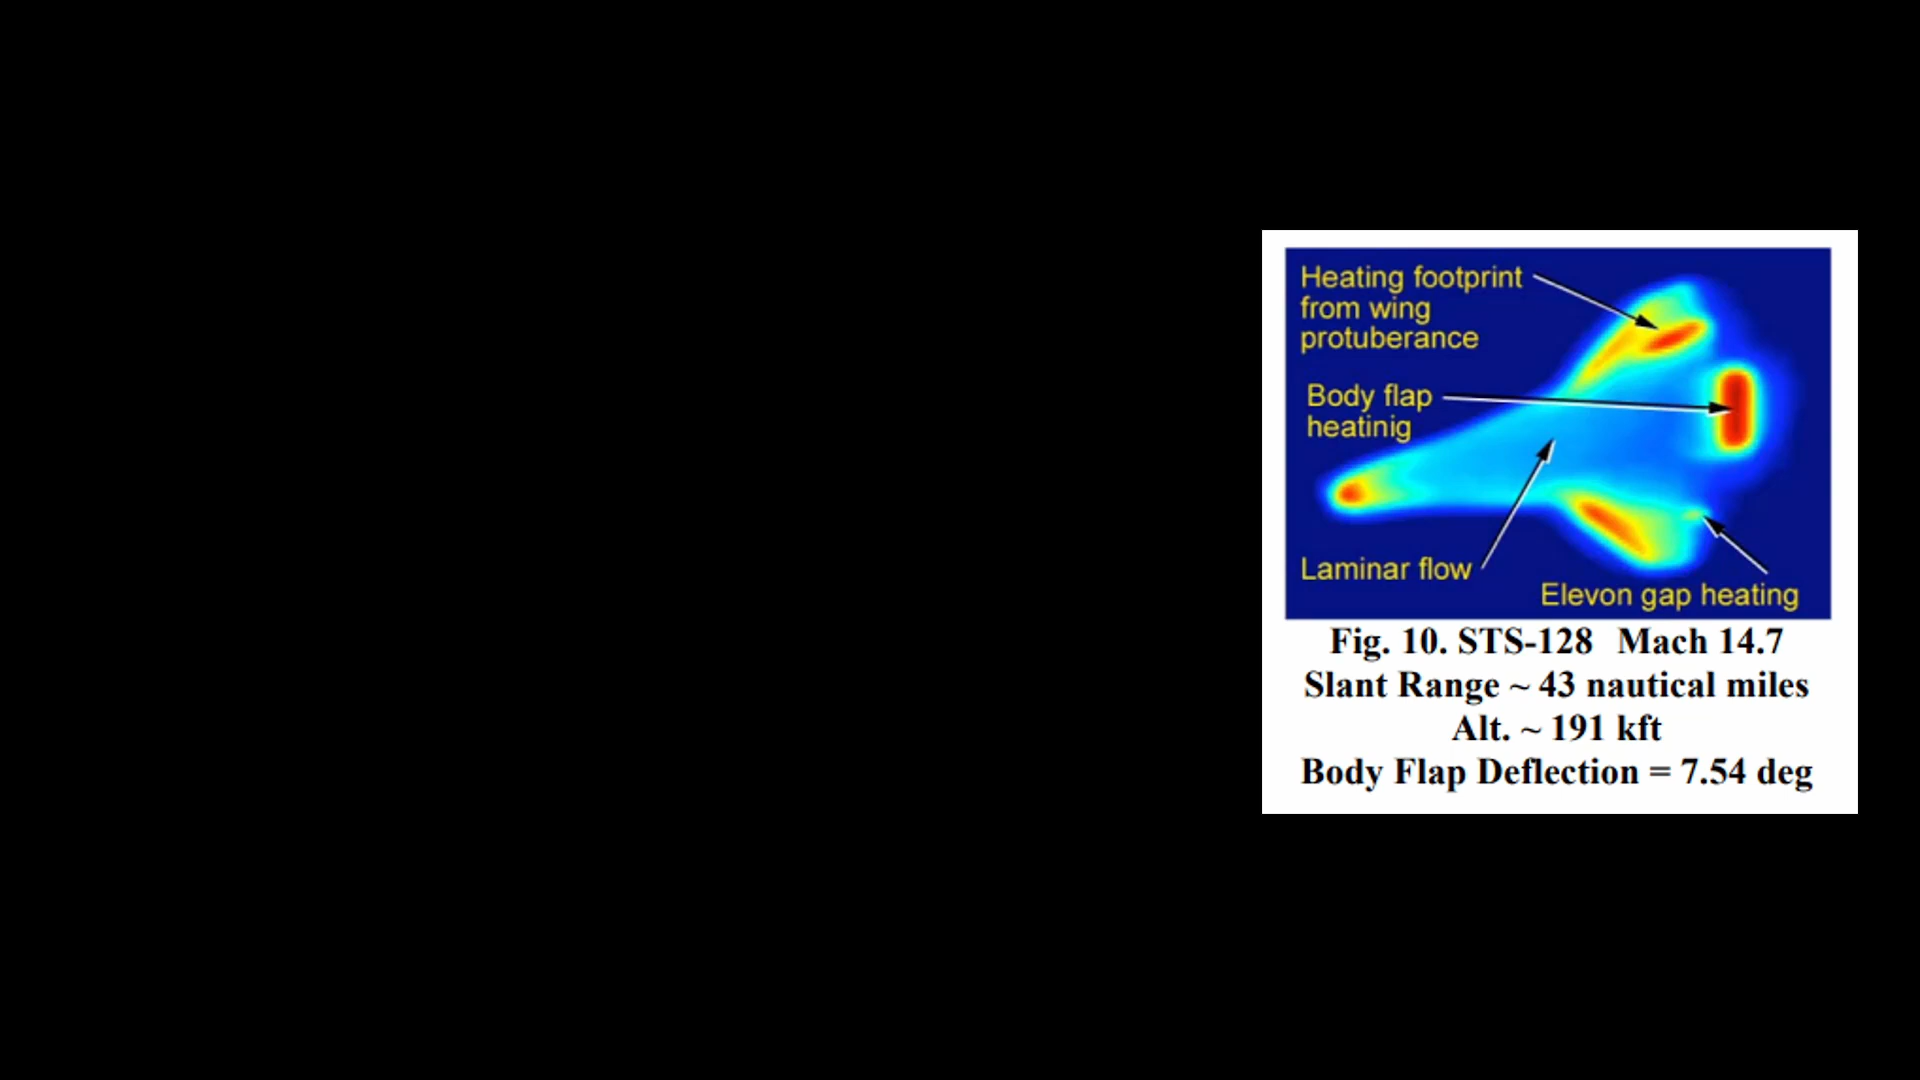 Heating footprint
from wing
protuberance
Body flap
heatinig
Laminar flow
Elevon gap heating
Fig. 10. STS-128 Mach 14.7
Slant Range ~ 43 nautical miles
Alt. ~ 191 kft
Body Flap Deflection = 7.54 deg